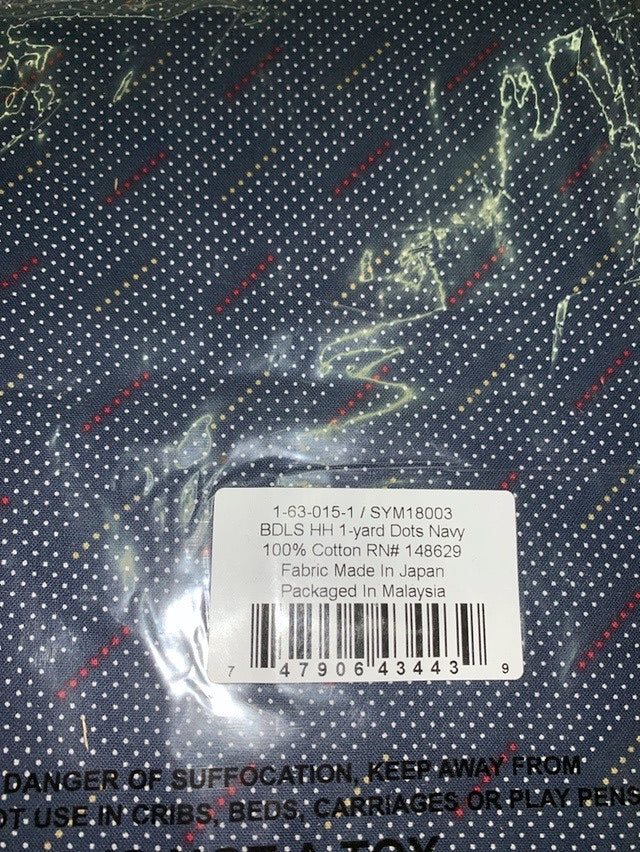 1-63-015-1 / SYM18003
BDLS HH 1-yard Dots Navy
100% Cotton RN# 148629
Fabric Made In Japan
Packaged In Malaysia
7 47906 43443 9
DANGER OF SUFFOCATION, KEEP AWAY FROM
USE IN CRIBS, BEDS, CARRIAGES OR PLAY PENS
A TOY